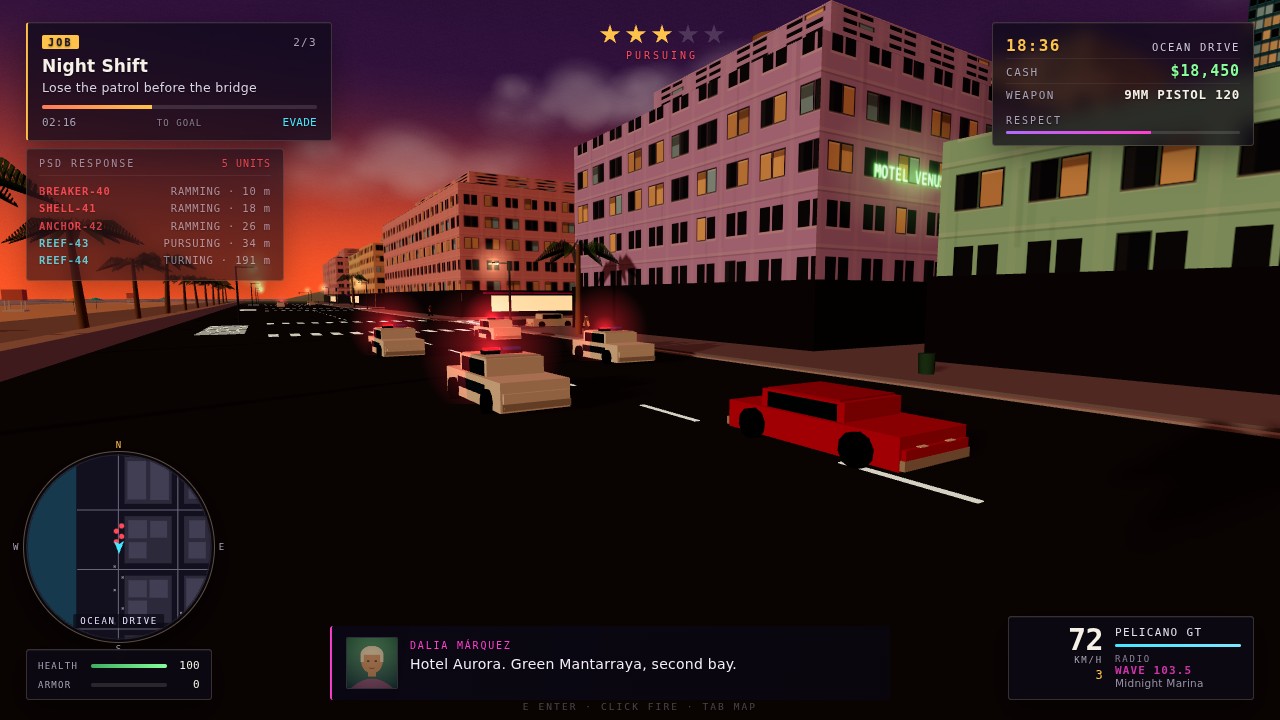 JOB 2/3
Night Shift
Lose the patrol before the bridge
02:16 TO GOAL EVADE
PSD RESPONSE 5 UNITS
BREAKER-40 RAMMING · 10 m
SHELL-41 RAMMING · 18 m
ANCHOR-42 RAMMING · 26 m
REEF-43 PURSUING · 34 m
REEF-44 TURNING · 191 m
★★★★★
PURSUING
18:36 OCEAN DRIVE
CASH $18,450
WEAPON 9MM PISTOL 120
RESPECT
MOTEL VENUS
N
W E
OCEAN DRIVE
S
HEALTH 100
ARMOR 0
DALIA MÁRQUEZ
Hotel Aurora. Green Mantarraya, second bay.
E ENTER · CLICK FIRE · TAB MAP
72 PELICANO GT
KM/H RADIO
3 WAVE 103.5
Midnight Marina